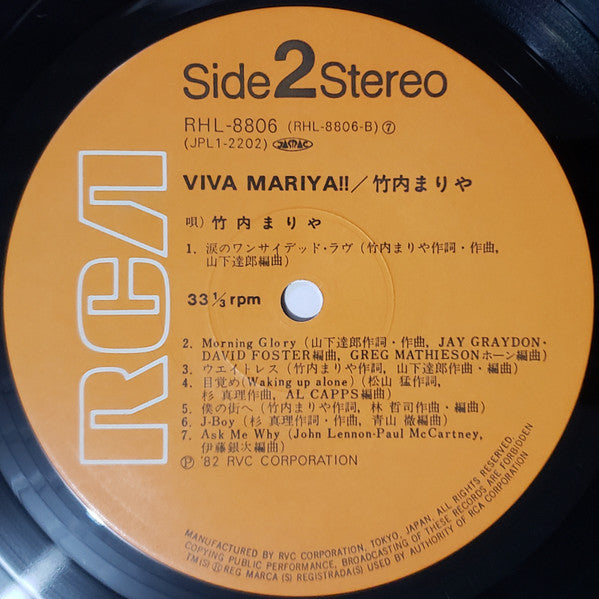 Side 2 Stereo
RHL-8806 (RHL-8806-B) ⑦
(JPL1-2202) JASRAC
RCA
VIVA MARIYA!!／竹内まりや
唄) 竹内まりや
1. 涙のワンサイデッド・ラヴ (竹内まりや作詞・作曲,
山下達郎編曲)
33⅓ rpm
2. Morning Glory (山下達郎作詞・作曲, JAY GRAYDON・
DAVID FOSTER編曲, GREG MATHIESONホーン編曲)
3. ウエイトレス (竹内まりや作詞, 山下達郎作曲・編曲)
4. 目覚め(Waking up alone) (松山 猛作詞,
杉 真理作曲, AL CAPPS編曲)
5. 僕の街へ (竹内まりや作詞, 林 哲司作曲・編曲)
6. J-Boy (杉 真理作詞・作曲, 青山 徹編曲)
7. Ask Me Why (John Lennon-Paul McCartney,
伊藤銀次編曲)
Ⓟ '82 RVC CORPORATION
MANUFACTURED BY RVC CORPORATION, TOKYO, JAPAN. ALL RIGHTS RESERVED.
COPYING PUBLIC PERFORMANCE, BROADCASTING OF THESE RECORDS ARE FORBIDDEN
TM(S) ® REG MARCA (S) REGISTRADA(S) USED BY AUTHORITY OF RCA CORPORATION